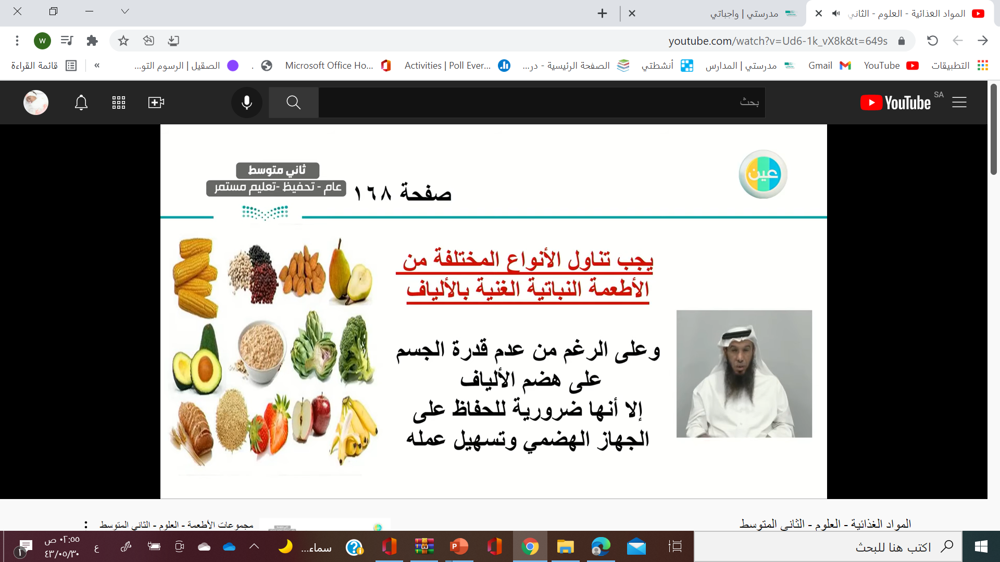 المواد الغذائية - العلوم - الثاني
مدرستي | واجباتي
youtube.com/watch?v=Ud6-1k_vX8k&t=649s
W
التطبيقات
YouTube
Gmail
مدرستي | المدارس
أنشطتي
الصفحة الرئيسية - در...
Activities | Poll Ever...
Microsoft Office Ho...
.
الصقيل | الرسوم التو...
»
قائمة القراءة
YouTube SA
بحث
عين
ثاني متوسط
عام - تحفيظ -تعليم مستمر
صفحة ١٦٨
يجب تناول الأنواع المختلفة من
الأطعمة النباتية الغنية بالألياف
وعلى الرغم من عدم قدرة الجسم
على هضم الألياف
إلا أنها ضرورية للحفاظ على
الجهاز الهضمي وتسهيل عمله
المواد الغذائية - العلوم - الثاني المتوسط
مجموعات الأطعمة - العلوم - الثاني المتوسط
اكتب هنا للبحث
سماء...
ع
٠٢:٥٥ ص
٤٣/٠٥/٣٠
١